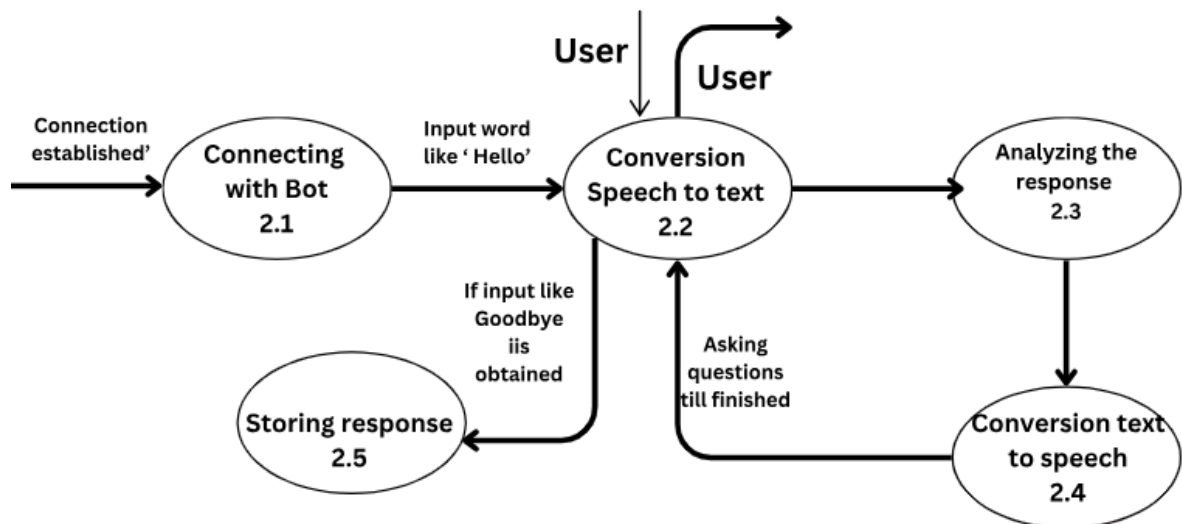 User
User
Connection
established’
Connecting
with Bot
2.1
Input word
like ‘ Hello’
Conversion
Speech to text
2.2
Analyzing the
response
2.3
If input like
Goodbye
iis
obtained
Asking
questions
till finished
Storing response
2.5
Conversion text
to speech
2.4